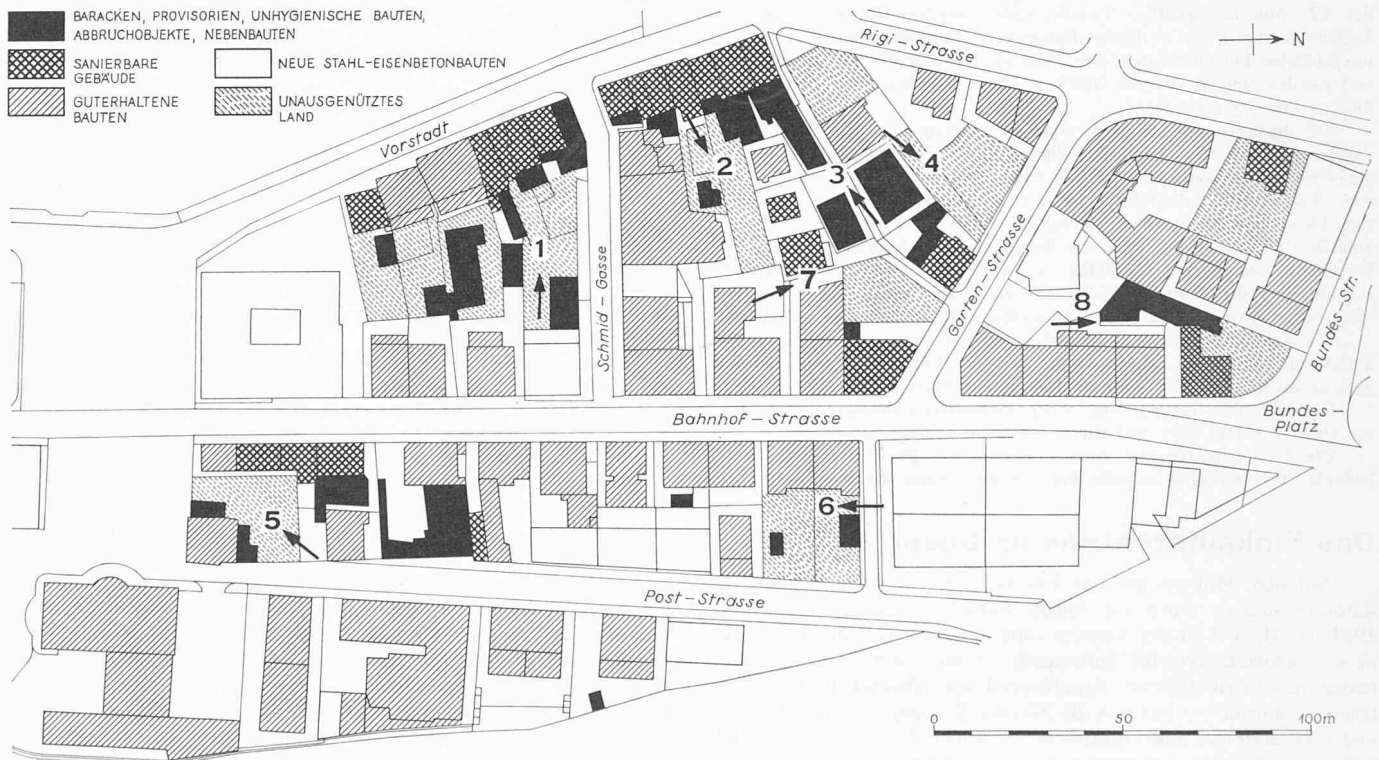 BARACKEN, PROVISORIEN, UNHYGIENISCHE BAUTEN,
ABBRUCHOBJEKTE, NEBENBAUTEN
SANIERBARE
GEBÄUDE
NEUE STAHL-EISENBETONBAUTEN
GUTERHALTENE
BAUTEN
UNAUSGENÜTZTES
LAND
Rigi-Strasse
N
Vorstadt
2
4
3
1
Schmid-Gasse
7
Garten-Strasse
8
Bundes-Str.
Bahnhof-Strasse
Bundes-
Platz
5
6
Post-Strasse
0 50 100m